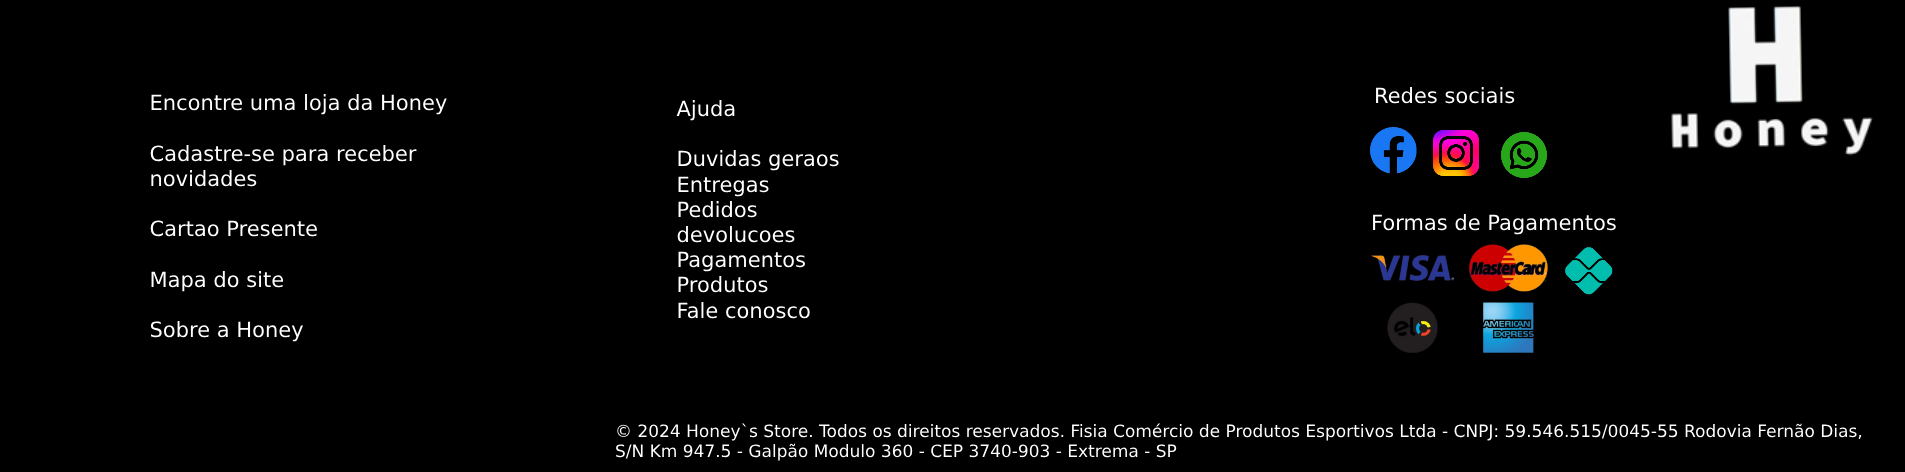 H
Honey
Encontre uma loja da Honey
Cadastre-se para receber
novidades
Cartao Presente
Mapa do site
Sobre a Honey
Ajuda
Duvidas geraos
Entregas
Pedidos
devolucoes
Pagamentos
Produtos
Fale conosco
Redes sociais
Formas de Pagamentos
VISA
MasterCard
elo
AMERICAN
EXPRESS
© 2024 Honey`s Store. Todos os direitos reservados. Fisia Comércio de Produtos Esportivos Ltda - CNPJ: 59.546.515/0045-55 Rodovia Fernão Dias,
S/N Km 947.5 - Galpão Modulo 360 - CEP 3740-903 - Extrema - SP